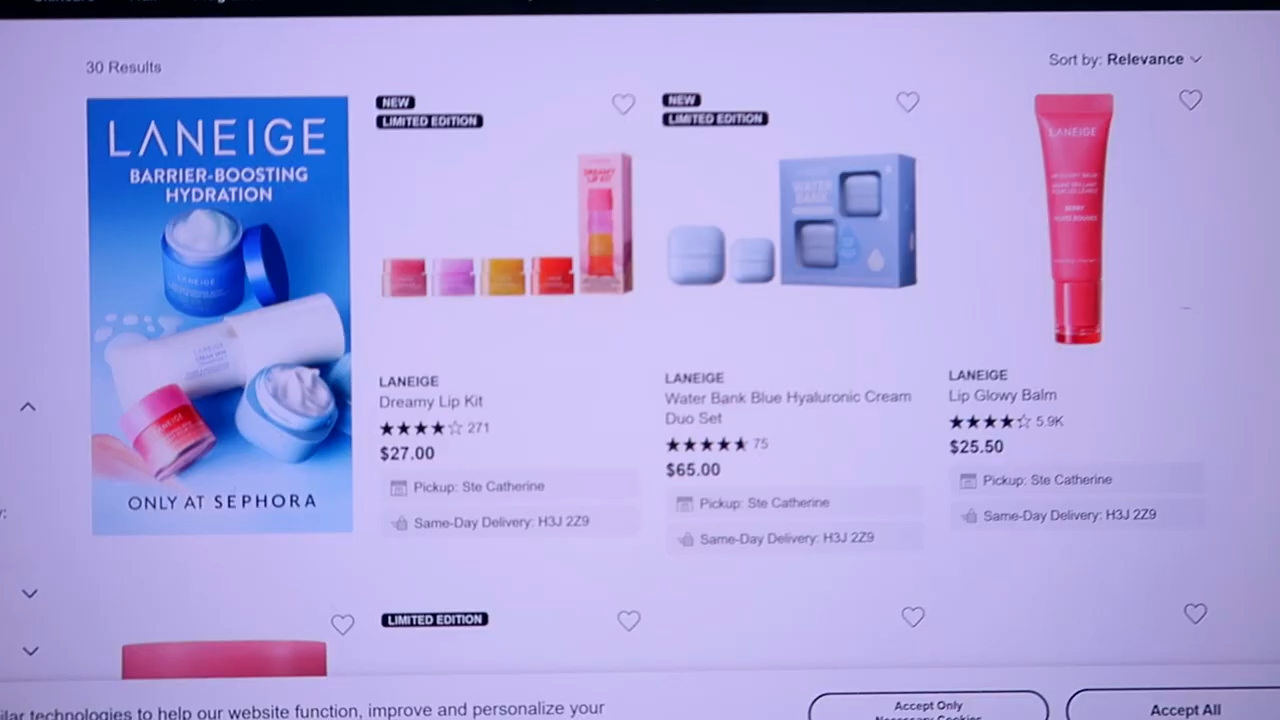 30 Results
Sort by: Relevance
LANEIGE
BARRIER-BOOSTING
HYDRATION
ONLY AT SEPHORA
NEW
LIMITED EDITION
DREAMY
LIP KIT
LANEIGE
Dreamy Lip Kit
271
$27.00
Pickup: Ste Catherine
Same-Day Delivery: H3J 2Z9
NEW
LIMITED EDITION
WATER
BANK
LANEIGE
Water Bank Blue Hyaluronic Cream
Duo Set
75
$65.00
Pickup: Ste Catherine
Same-Day Delivery: H3J 2Z9
LANEIGE
BERRY
LANEIGE
Lip Glowy Balm
5.9K
$25.50
Pickup: Ste Catherine
Same-Day Delivery: H3J 2Z9
LIMITED EDITION
technologies to help our website function, improve and personalize your
Accept Only
Necessary Cookies
Accept All